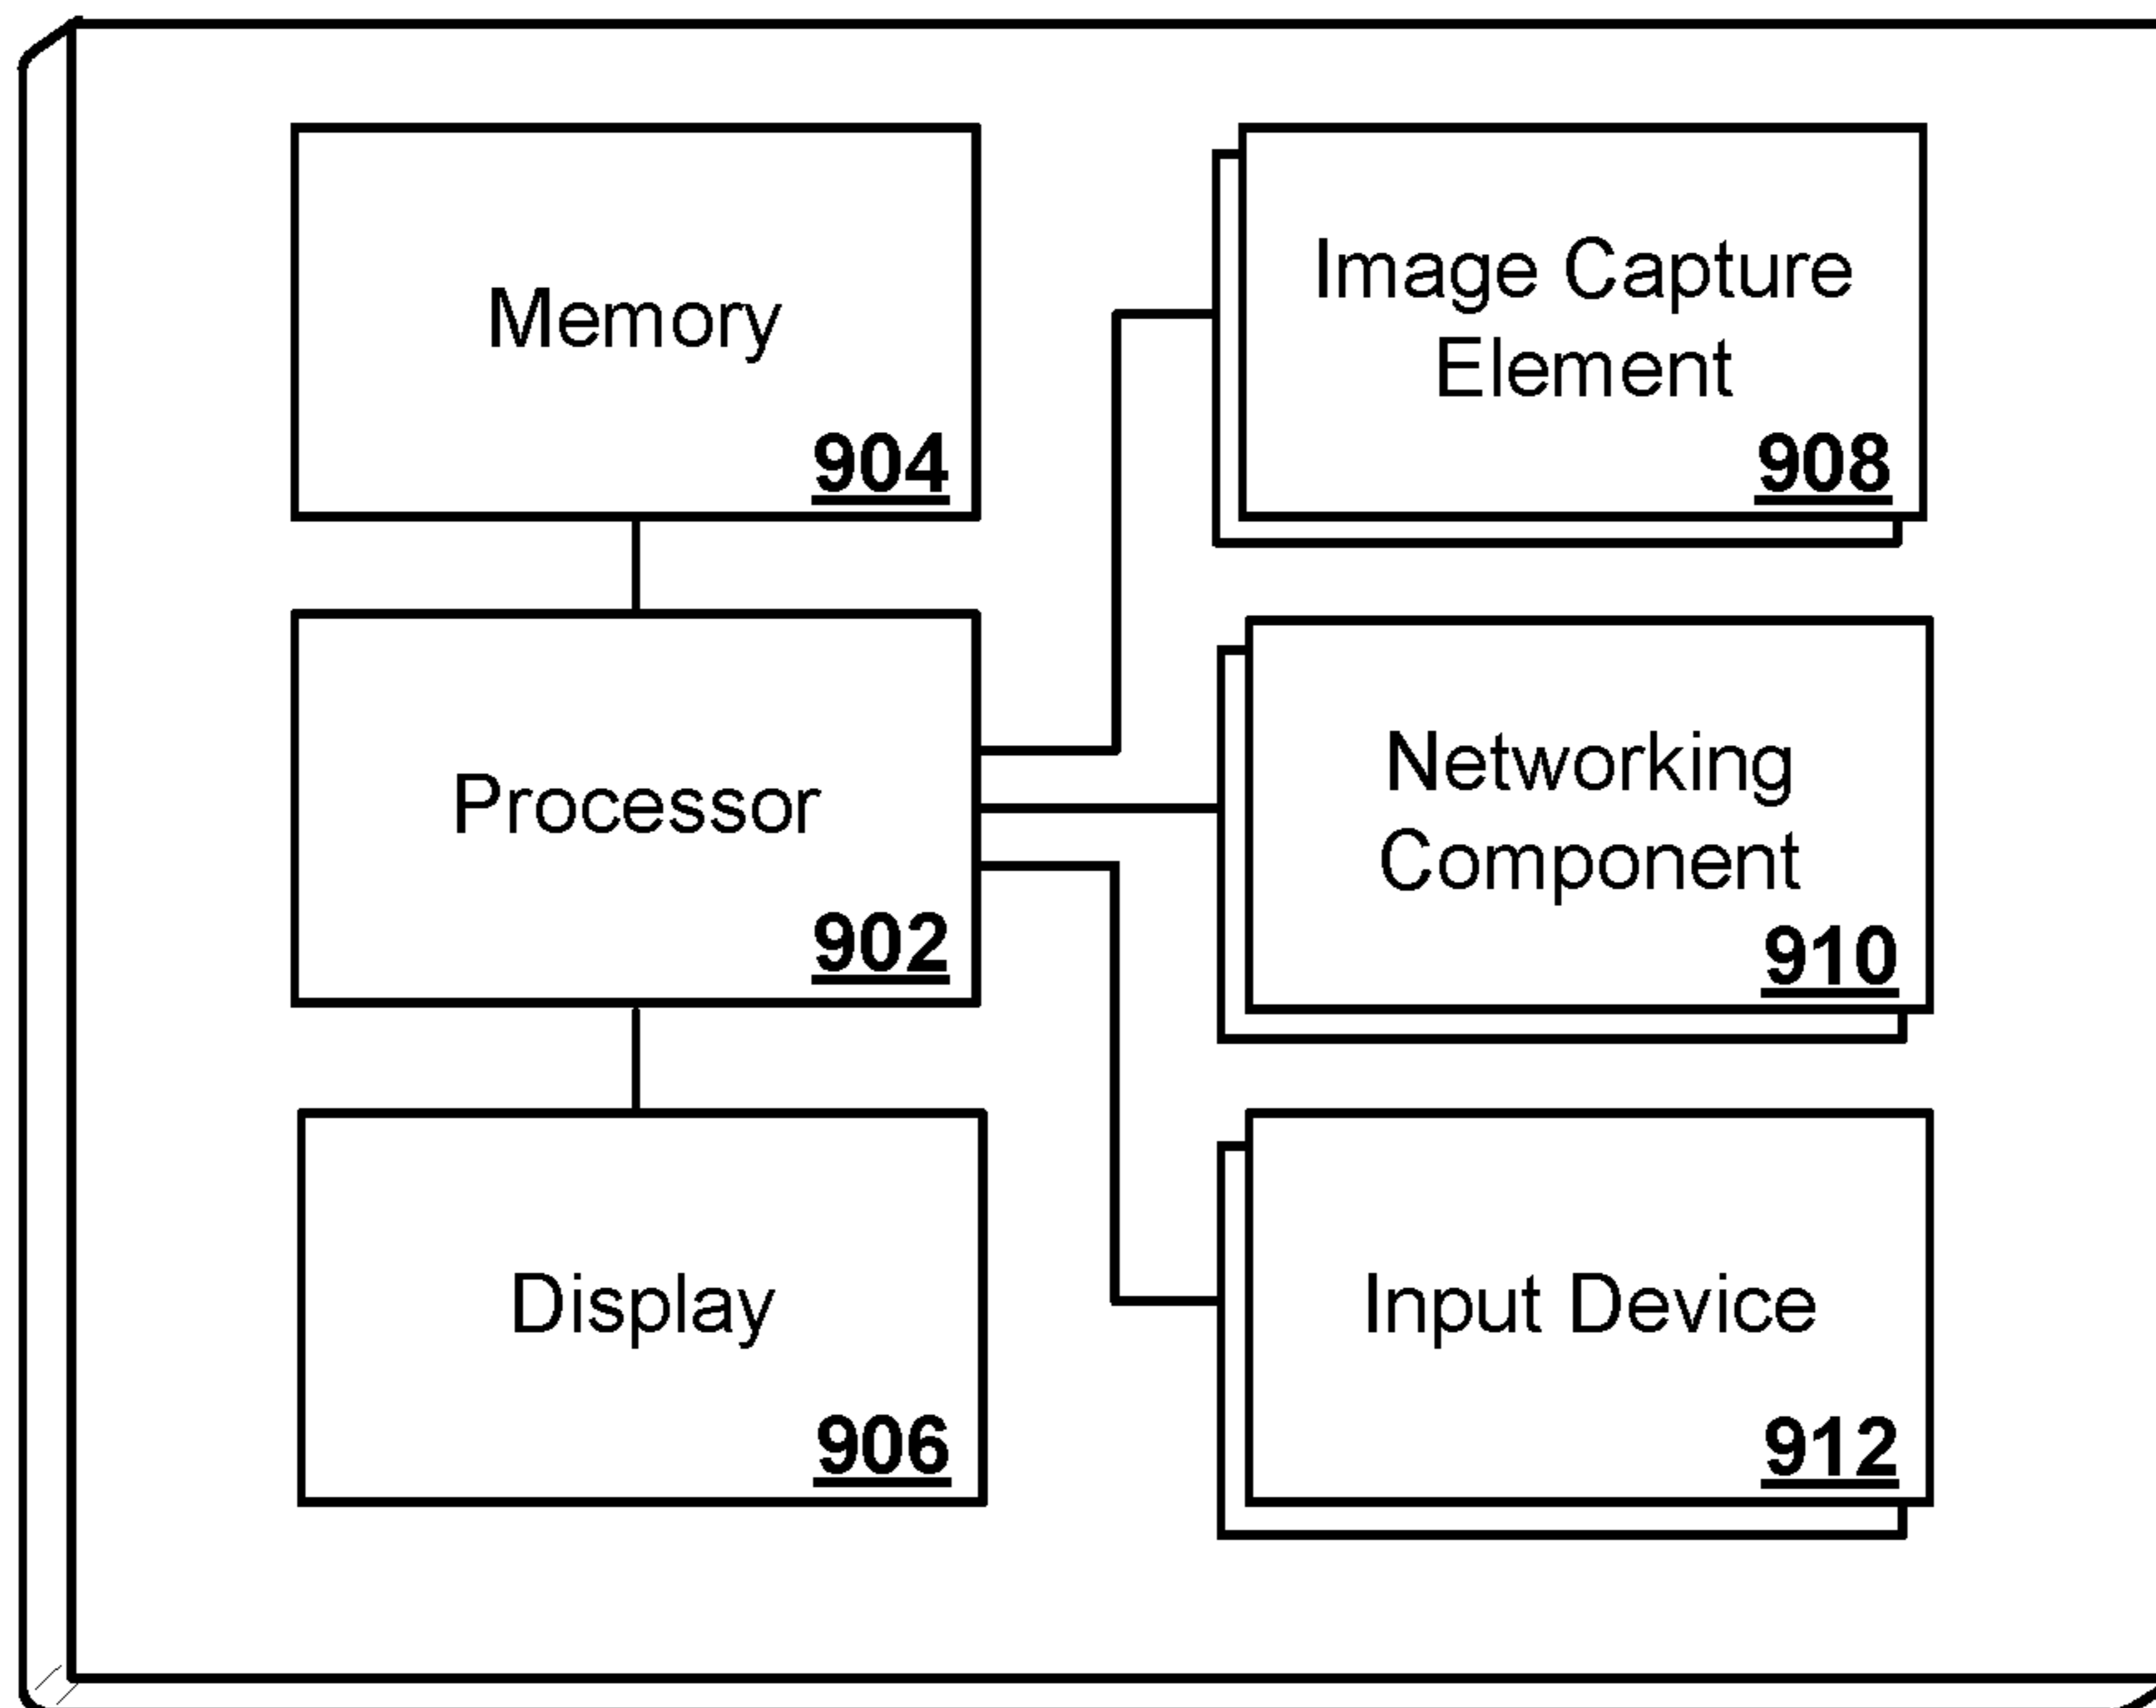 Memory
904
Processor
902
Display
906
Image Capture
Element
908
Networking
Component
910
Input Device
912